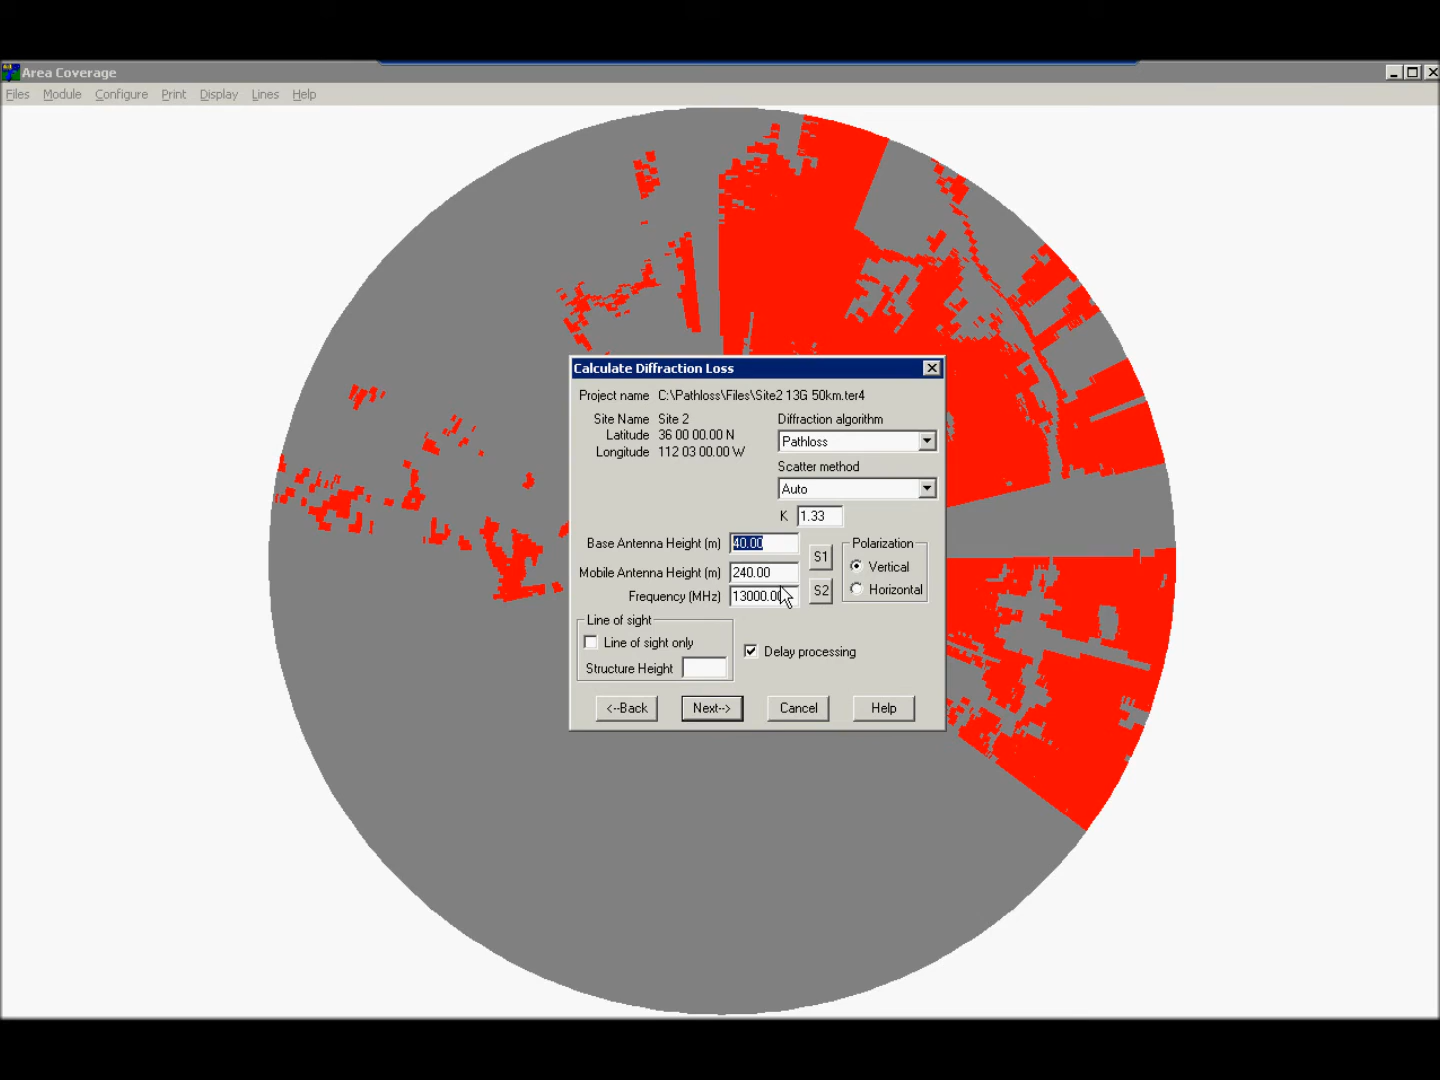 Area Coverage
Files Module Configure Print Display Lines Help
Calculate Diffraction Loss
Project name C:\Pathloss\Files\Site2 13G 50km.ter4
Site Name Site 2
Latitude 36 00 00.00 N
Longitude 112 03 00.00 W
Diffraction algorithm
Pathloss
Scatter method
Auto
K 1.33
Base Antenna Height (m) 40.00
Mobile Antenna Height (m) 240.00
Frequency (MHz) 13000.00
S1
S2
Polarization
Vertical
Horizontal
Line of sight
Line of sight only
Structure Height
Delay processing
<--Back Next--> Cancel Help